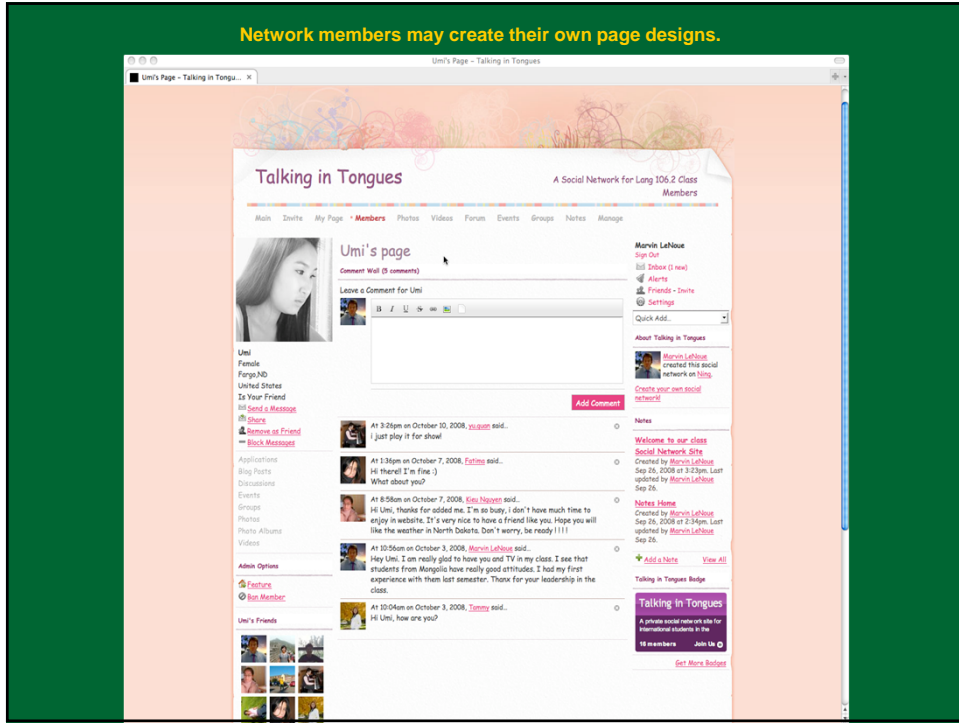 Network members may create their own page designs.
Umi's Page – Talking in Tongues
Umi's Page – Talking in Tongu... ×
Talking in Tongues
A Social Network for Lang 106.2 Class
Members
Main Invite My Page Members Photos Videos Forum Events Groups Notes Manage
Umi's page
Comment Wall (5 comments)
Leave a Comment for Umi
B I U S
Add Comment
Umi
Female
Fargo,ND
United States
Is Your Friend
Send a Message
Share
Remove as Friend
Block Messages
Applications
Blog Posts
Discussions
Events
Groups
Photos
Photo Albums
Videos
Admin Options
Feature
Ban Member
Umi's Friends
At 3:26pm on October 10, 2008, yu.quan said...
i just play it for show!
At 1:36pm on October 7, 2008, Fatima said...
Hi there!! I'm fine :)
What about you?
At 8:58am on October 7, 2008, Kieu Nguyen said...
Hi Umi, thanks for added me. I'm so busy, i don't have much time to
enjoy in website. It's very nice to have a friend like you. Hope you will
like the weather in North Dakota. Don't worry, be ready ! ! ! !
At 10:56am on October 3, 2008, Marvin LeNoue said...
Hey Umi. I am really glad to have you and TV in my class. I see that
students from Mongolia have really good attitudes. I had my first
experience with them last semester. Thanx for your leadership in the
class.
At 10:04am on October 3, 2008, Tommy said...
Hi Umi, how are you?
Marvin LeNoue
Sign Out
Inbox (1 new)
Alerts
Friends - Invite
Settings
Quick Add...
About Talking in Tongues
Marvin LeNoue
created this social
network on Ning.
Create your own social
network!
Notes
Welcome to our class
Social Network Site
Created by Marvin LeNoue
Sep 26, 2008 at 3:23pm. Last
updated by Marvin LeNoue
Sep 26.
Notes Home
Created by Marvin LeNoue
Sep 26, 2008 at 2:34pm. Last
updated by Marvin LeNoue
Sep 26.
Add a Note View All
Talking in Tongues Badge
Talking in Tongues
A private social network site for
International students in the
16 members Join Us
Get More Badges